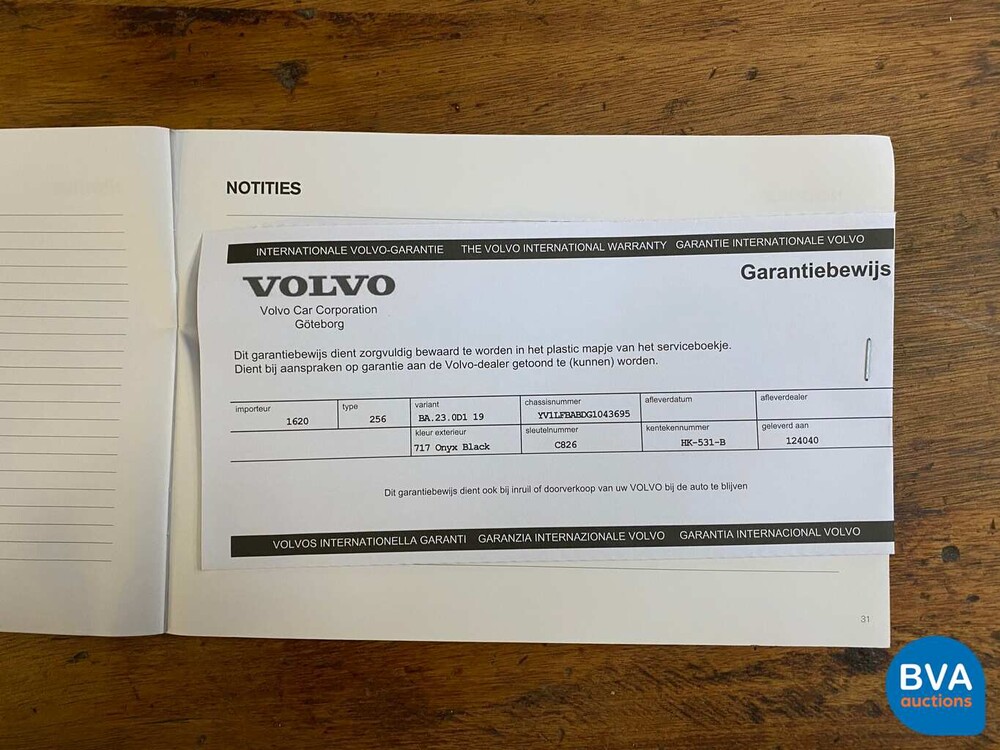 NOTITIES
INTERNATIONALE VOLVO-GARANTIE THE VOLVO INTERNATIONAL WARRANTY GARANTIE INTERNATIONALE VOLVO
VOLVO
Garantiebewijs
Volvo Car Corporation
Göteborg
Dit garantiebewijs dient zorgvuldig bewaard te worden in het plastic mapje van het serviceboekje.
Dient bij aanspraken op garantie aan de Volvo-dealer getoond te (kunnen) worden.
importeur type variant chassisnummer afleverdatum afleverdealer
1620 256 BA.23.0D1 19 YV1LFBABDG1043695
kleur exterieur sleutelnummer kentekennummer geleverd aan
717 Onyx Black C826 HK-531-B 124040
Dit garantiebewijs dient ook bij inruil of doorverkoop van uw VOLVO bij de auto te blijven
VOLVOS INTERNATIONELLA GARANTI GARANZIA INTERNAZIONALE VOLVO GARANTIA INTERNACIONAL VOLVO
31
BVA
auctions